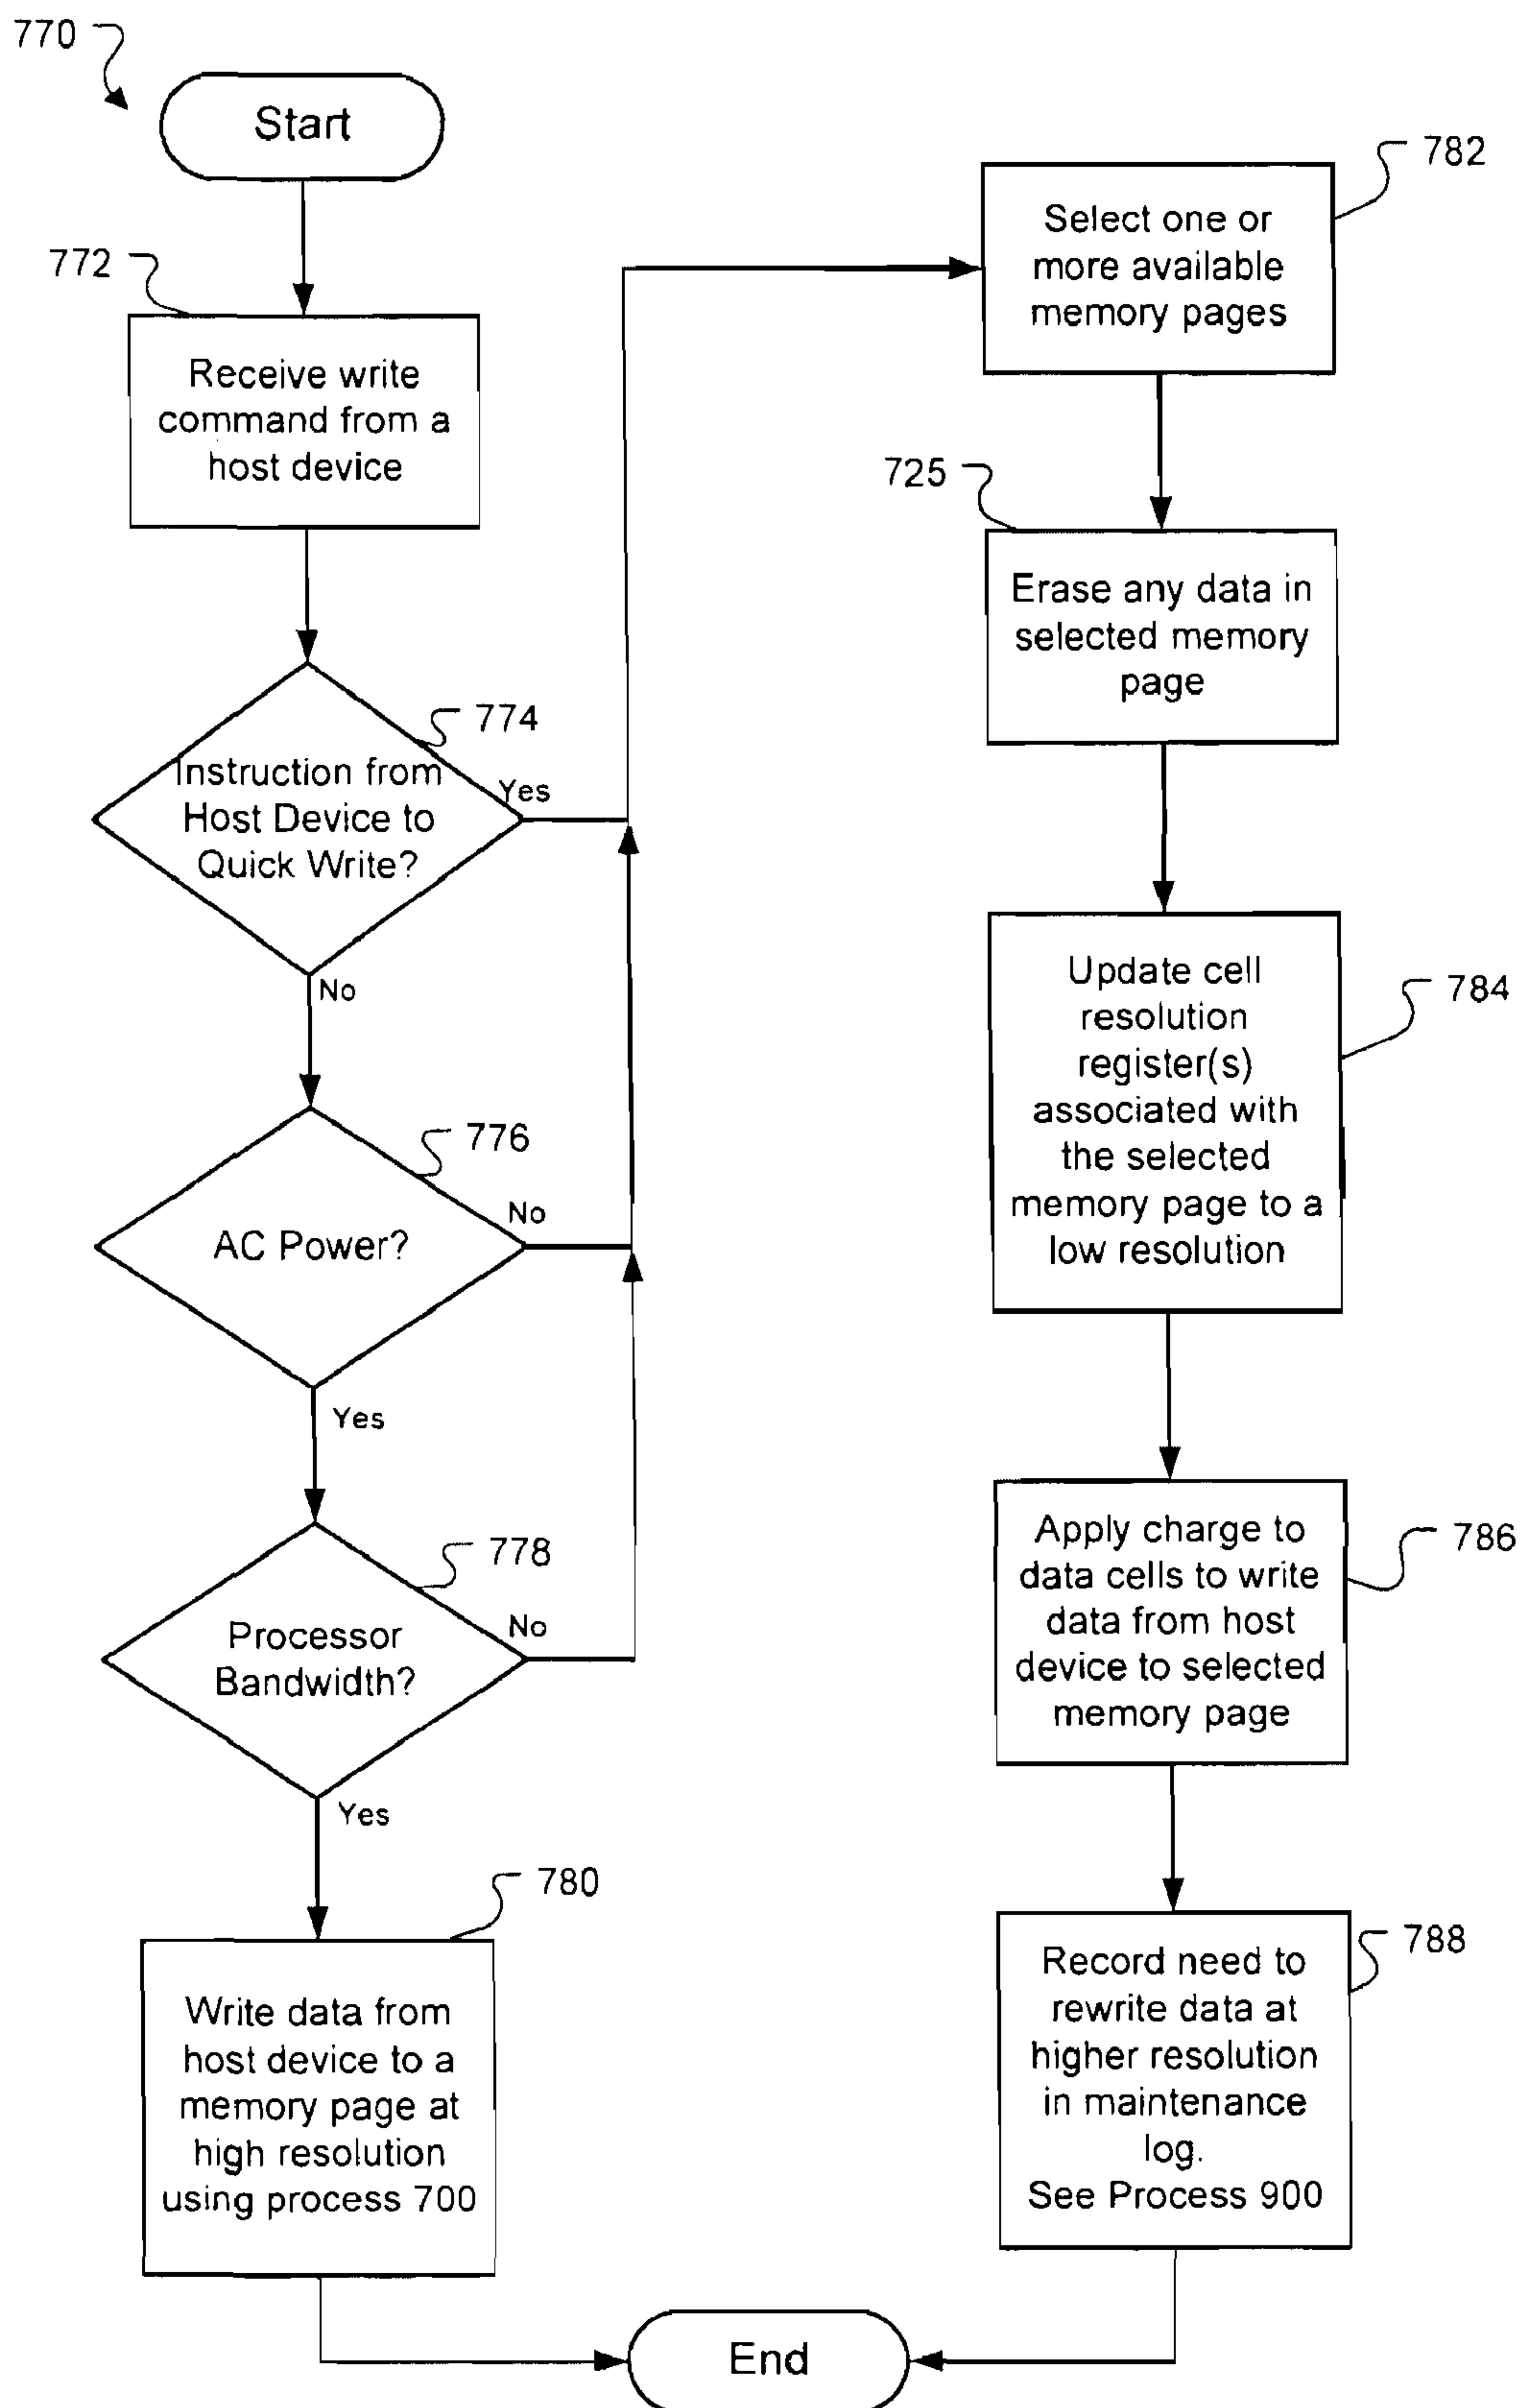 770
Start
772
Receive write
command from a
host device
774
Instruction from
Host Device to
Quick Write?
Yes
No
776
AC Power?
No
Yes
778
Processor
Bandwidth?
No
Yes
780
Write data from
host device to a
memory page at
high resolution
using process 700
782
Select one or
more available
memory pages
725
Erase any data in
selected memory
page
784
Update cell
resolution
register(s)
associated with
the selected
memory page to a
low resolution
786
Apply charge to
data cells to write
data from host
device to selected
memory page
788
Record need to
rewrite data at
higher resolution
in maintenance
log.
See Process 900
End